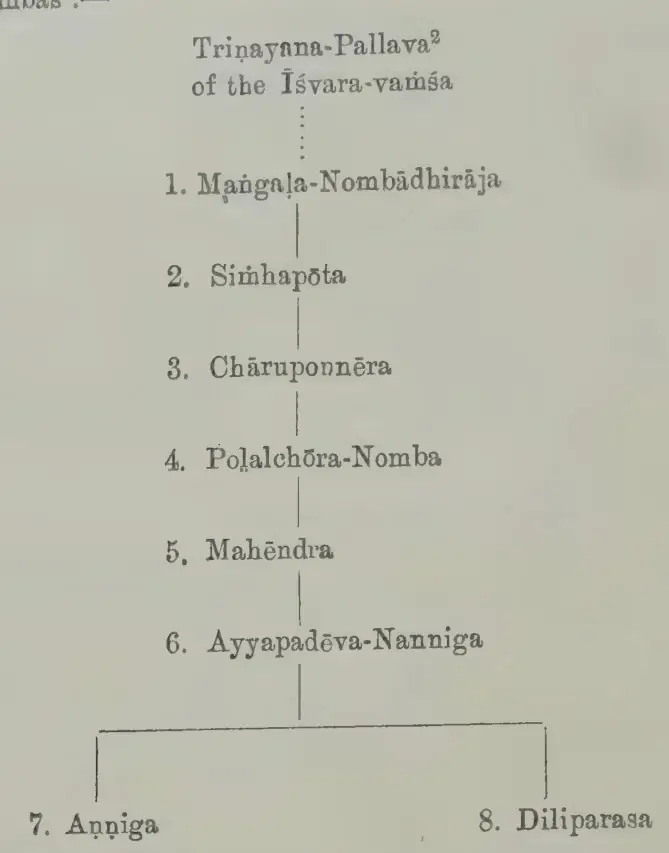 Triṇayana-Pallava²
of the Īśvara-vaṁśa
1. Maṅgaḷa-Nombādhirāja
2. Siṁhapōta
3. Chāruponnēra
4. Poḷalchōra-Nomba
5. Mahēndra
6. Ayyapadēva-Nanniga
7. Aṇṇiga
8. Diliparasa